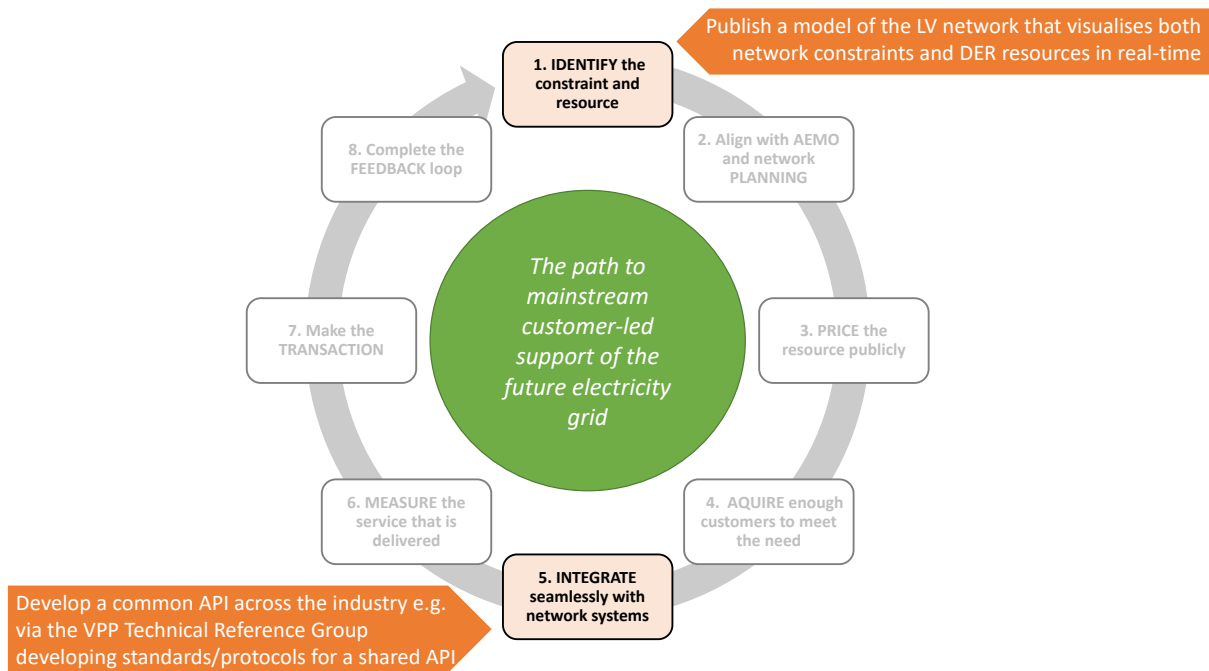 Publish a model of the LV network that visualises both
network constraints and DER resources in real-time
1. IDENTIFY the
constraint and
resource
2. Align with AEMO
and network
PLANNING
3. PRICE the
resource publicly
4.  AQUIRE enough
customers to meet
the need
5. INTEGRATE
seamlessly with
network systems
Develop a common API across the industry e.g.
via the VPP Technical Reference Group
developing standards/protocols for a shared API
6. MEASURE the
service that is
delivered
7. Make the
TRANSACTION
8. Complete the
FEEDBACK loop
The path to
mainstream
customer-led
support of the
future electricity
grid